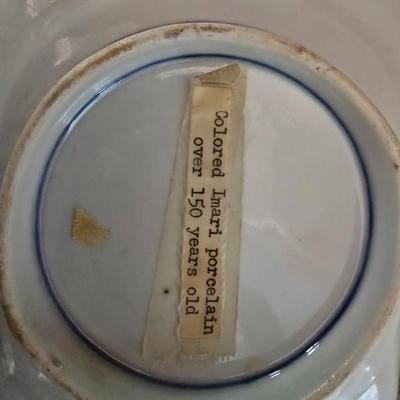 Colored Imari porcelain
over 150 years old